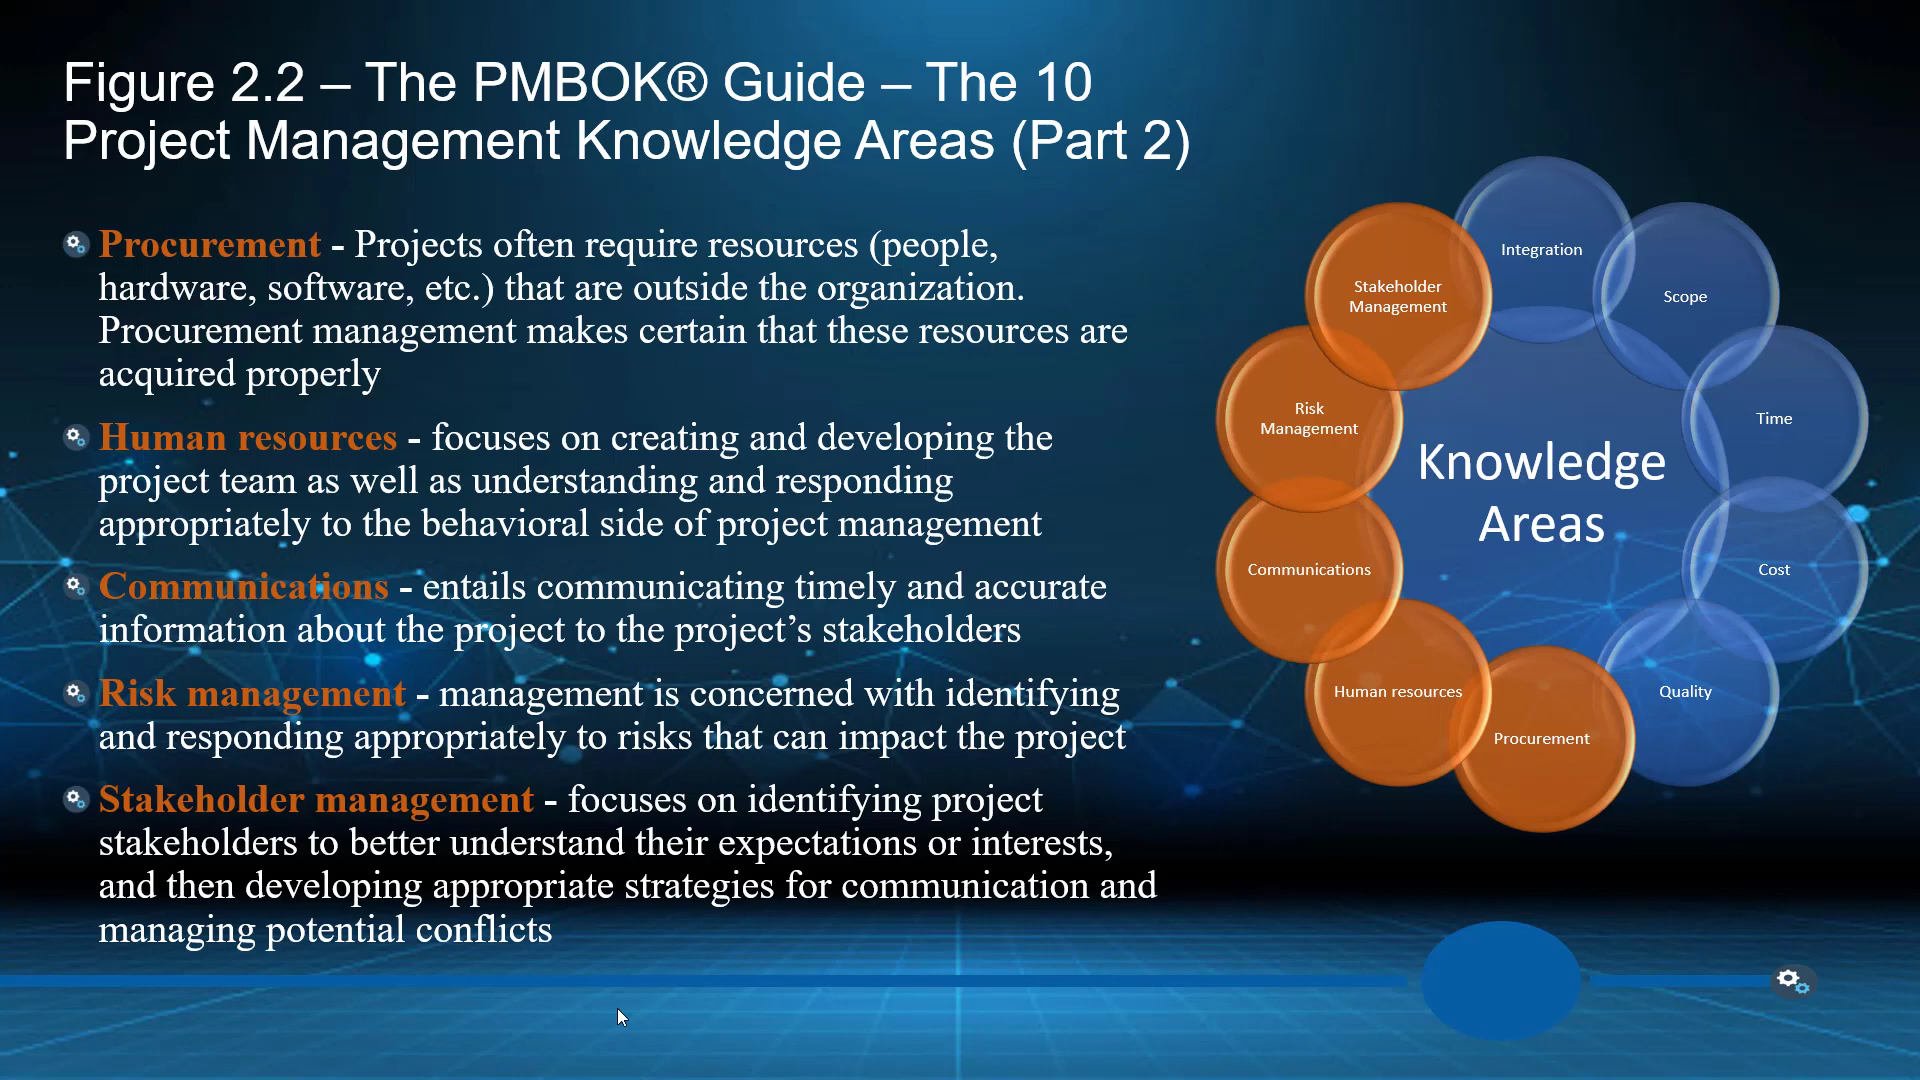 Figure 2.2 – The PMBOK® Guide – The 10
Project Management Knowledge Areas (Part 2)
Procurement - Projects often require resources (people,
hardware, software, etc.) that are outside the organization.
Procurement management makes certain that these resources are
acquired properly
Human resources - focuses on creating and developing the
project team as well as understanding and responding
appropriately to the behavioral side of project management
Communications - entails communicating timely and accurate
information about the project to the project’s stakeholders
Risk management - management is concerned with identifying
and responding appropriately to risks that can impact the project
Stakeholder management - focuses on identifying project
stakeholders to better understand their expectations or interests,
and then developing appropriate strategies for communication and
managing potential conflicts
Integration
Scope
Time
Cost
Quality
Procurement
Human resources
Communications
Risk
Management
Stakeholder
Management
Knowledge
Areas